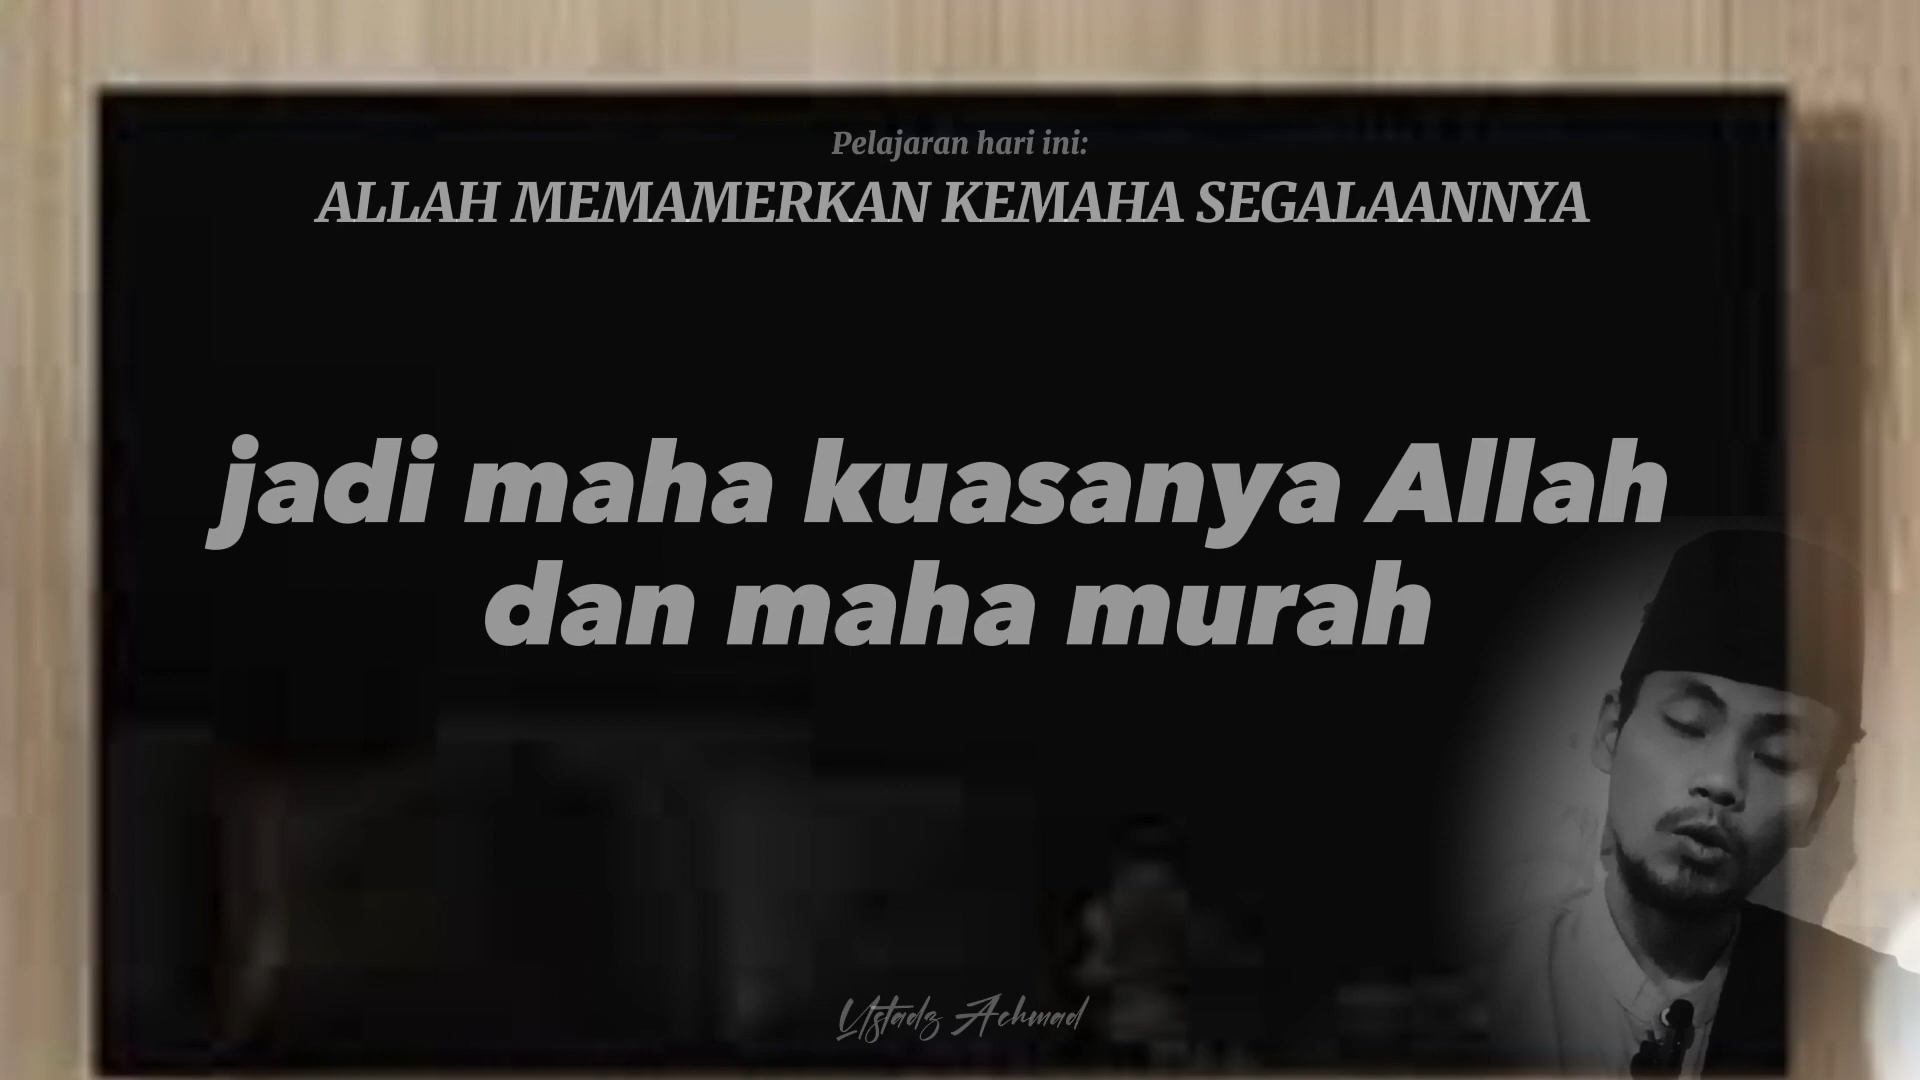 Pelajaran hari ini:
ALLAH MEMAMERKAN KEMAHA SEGALAANNYA
jadi maha kuasanya Allah
dan maha murah
Ustadz Achmad